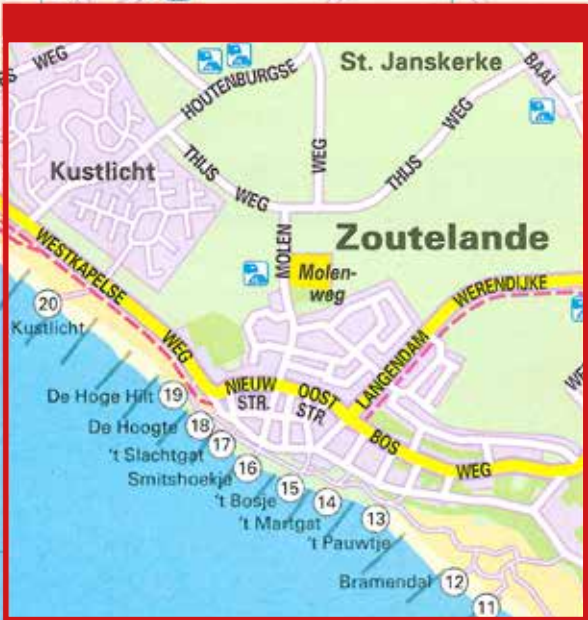 WEG
HOUTENBURGSE
St. Janskerke
BAAI
WEG
Kustlicht
THIJS
WEG
WEG
THIJS
Zoutelande
MOLEN
Molen-
weg
WESTKAPELSE
WERENDIJKE
20
Kustlicht
WEG
LANGENDAM
De Hoge Hilt
19
NIEUW
STR.
OOST
STR.
De Hoogte
18
BOS
't Slachtgat
17
WEG
Smitshoekje
16
't Bosje
15
't Martgat
14
't Pauwtje
13
Bramendal
12
11